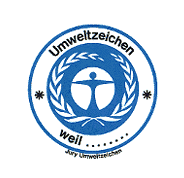 Umweltzeichen
weil ........
Jury Umweltzeichen